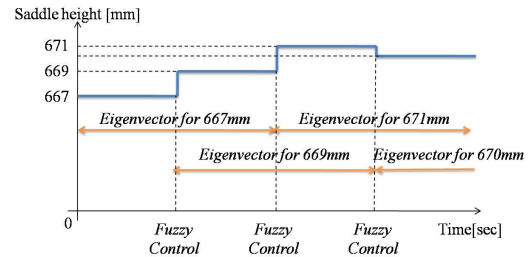 Saddle height [mm]
671
669
667
Eigenvector for 667mm
Eigenvector for 671mm
Eigenvector for 669mm
Eigenvector for 670mm
0
Fuzzy
Control
Fuzzy
Control
Fuzzy
Control
Time[sec]